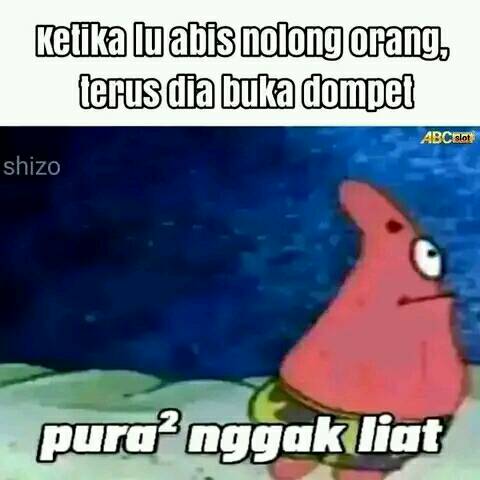 Ketika lu abis nolong orang,
terus dia buka dompet
ABCslot
shizo
pura² nggak liat